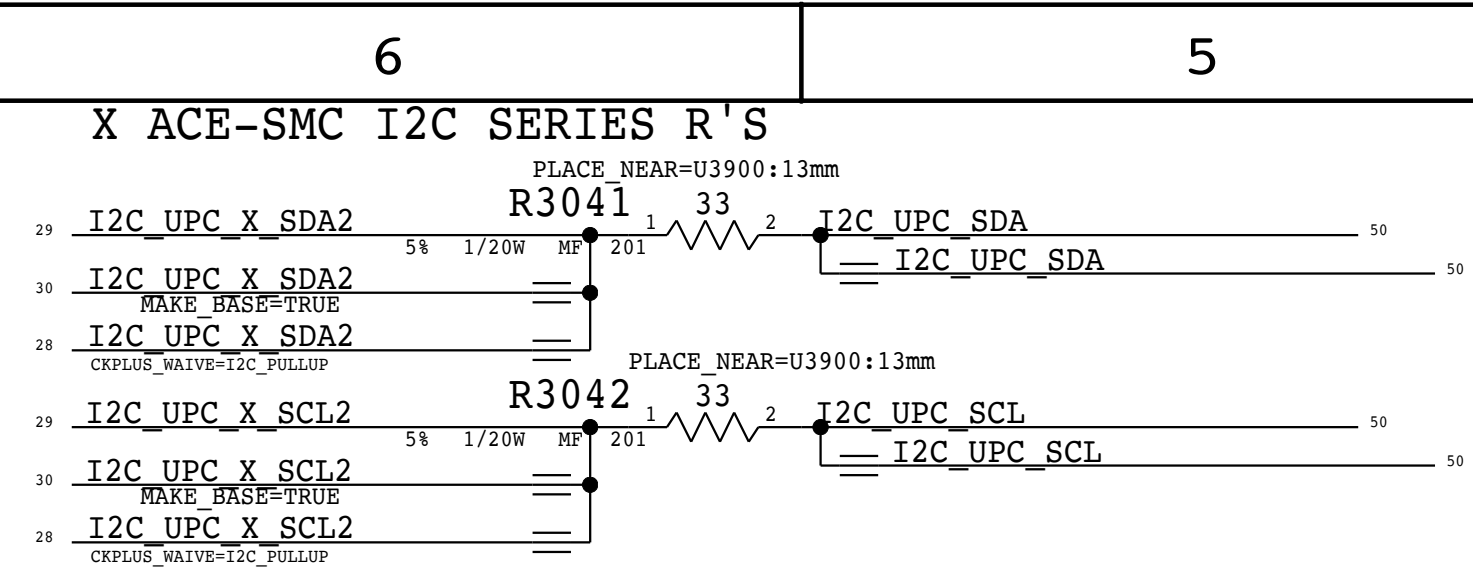 6 5
X ACE-SMC I2C SERIES R'S
PLACE_NEAR=U3900:13mm
R3041 1 33 2
29 I2C_UPC_X_SDA2 I2C_UPC_SDA 50
5% 1/20W MF 201
I2C_UPC_SDA 50
30 I2C_UPC_X_SDA2
MAKE_BASE=TRUE
28 I2C_UPC_X_SDA2
CKPLUS_WAIVE=I2C_PULLUP
PLACE_NEAR=U3900:13mm
R3042 1 33 2
29 I2C_UPC_X_SCL2 I2C_UPC_SCL 50
5% 1/20W MF 201
I2C_UPC_SCL 50
30 I2C_UPC_X_SCL2
MAKE_BASE=TRUE
28 I2C_UPC_X_SCL2
CKPLUS_WAIVE=I2C_PULLUP